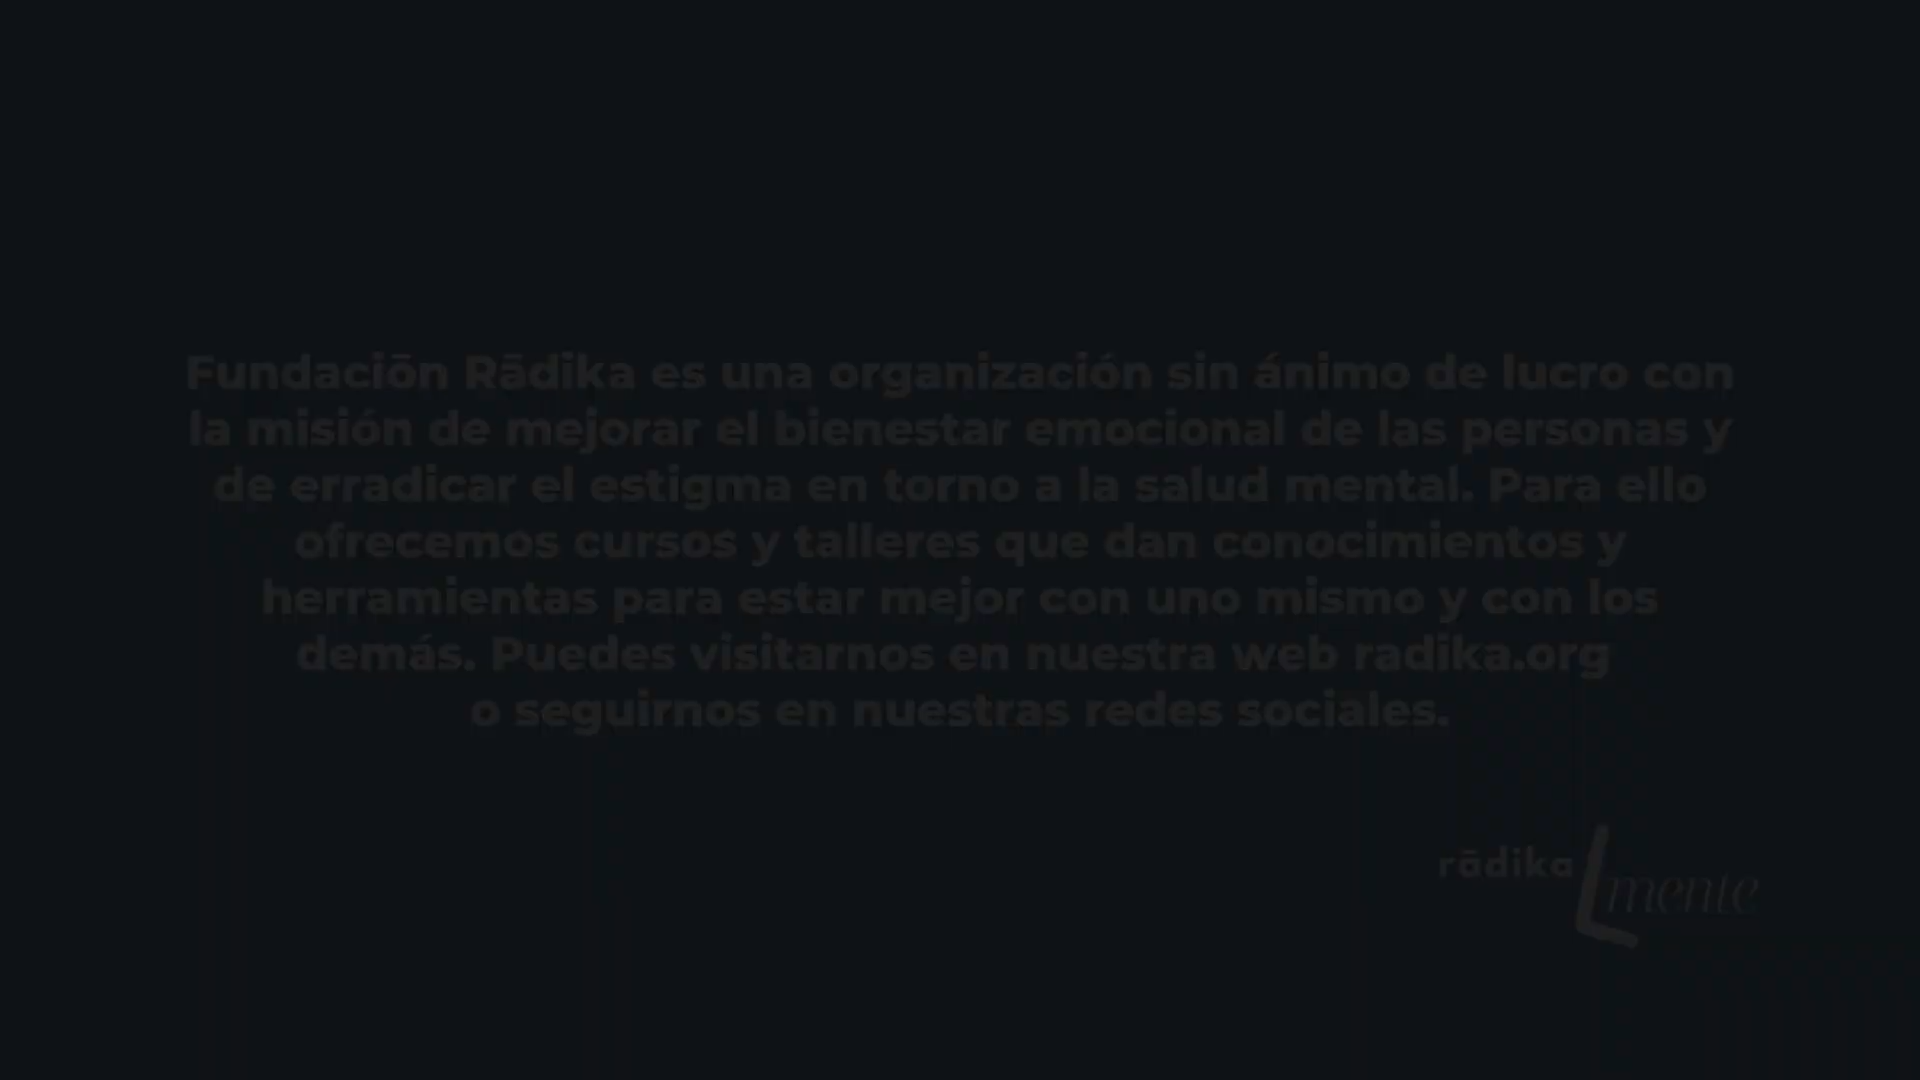 Fundación Rādika es una organización sin ánimo de lucro con
la misión de mejorar el bienestar emocional de las personas y
de erradicar el estigma en torno a la salud mental. Para ello
ofrecemos cursos y talleres que dan conocimientos y
herramientas para estar mejor con uno mismo y con los
demás. Puedes visitarnos en nuestra web radika.org
o seguirnos en nuestras redes sociales.
rādika Lmente